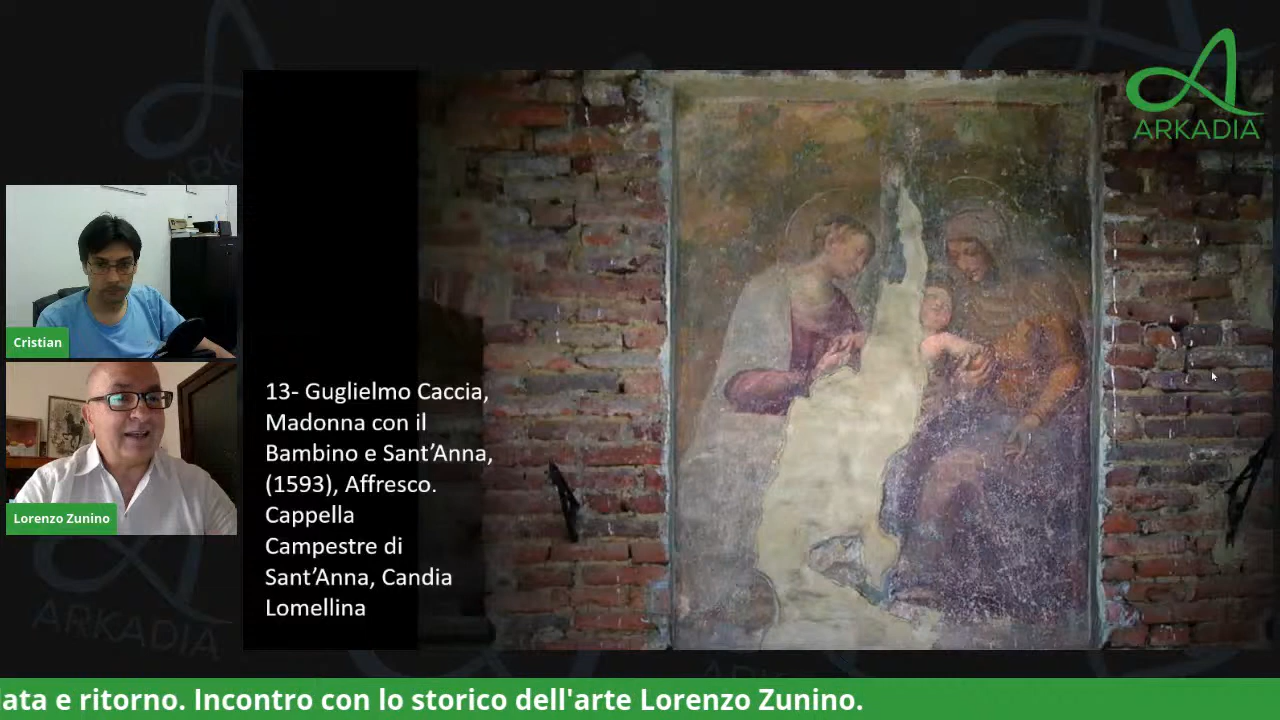 ARKADIA
Cristian
Lorenzo Zunino
13- Guglielmo Caccia,
Madonna con il
Bambino e Sant’Anna,
(1593), Affresco.
Cappella
Campestre di
Sant’Anna, Candia
Lomellina
e ritorno. Incontro con lo storico dell'arte Lorenzo Zunino.